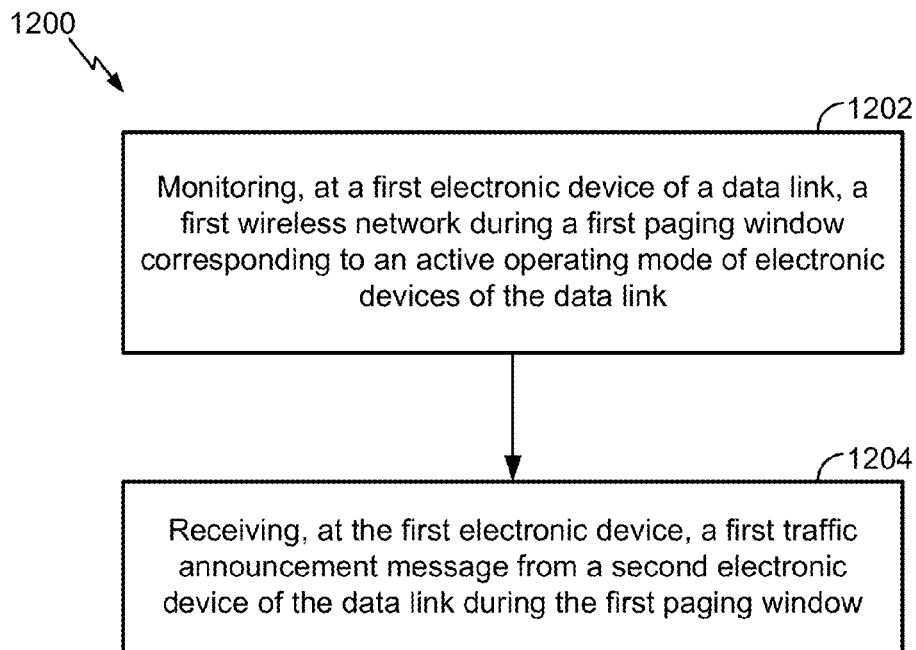 1200
1202
Monitoring, at a first electronic device of a data link, a
first wireless network during a first paging window
corresponding to an active operating mode of electronic
devices of the data link
1204
Receiving, at the first electronic device, a first traffic
announcement message from a second electronic
device of the data link during the first paging window